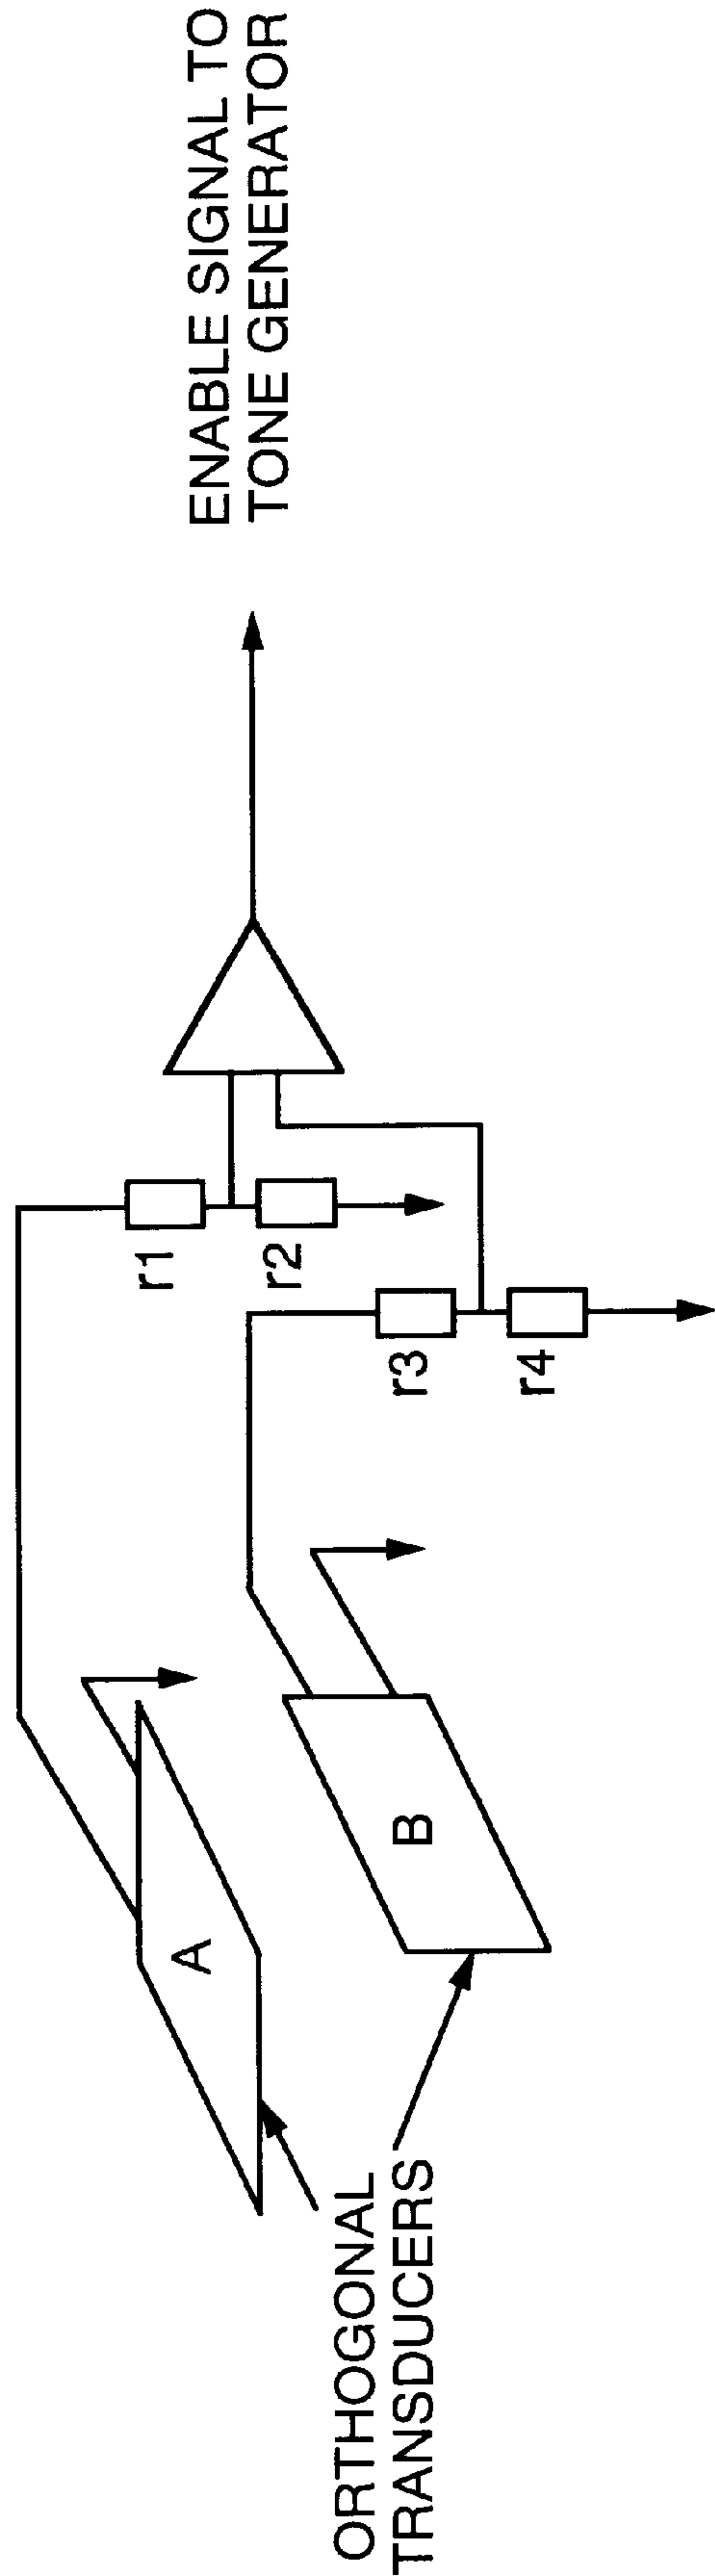 ORTHOGONAL
TRANSDUCERS
A
B
r1
r2
r3
r4
ENABLE SIGNAL TO
TONE GENERATOR